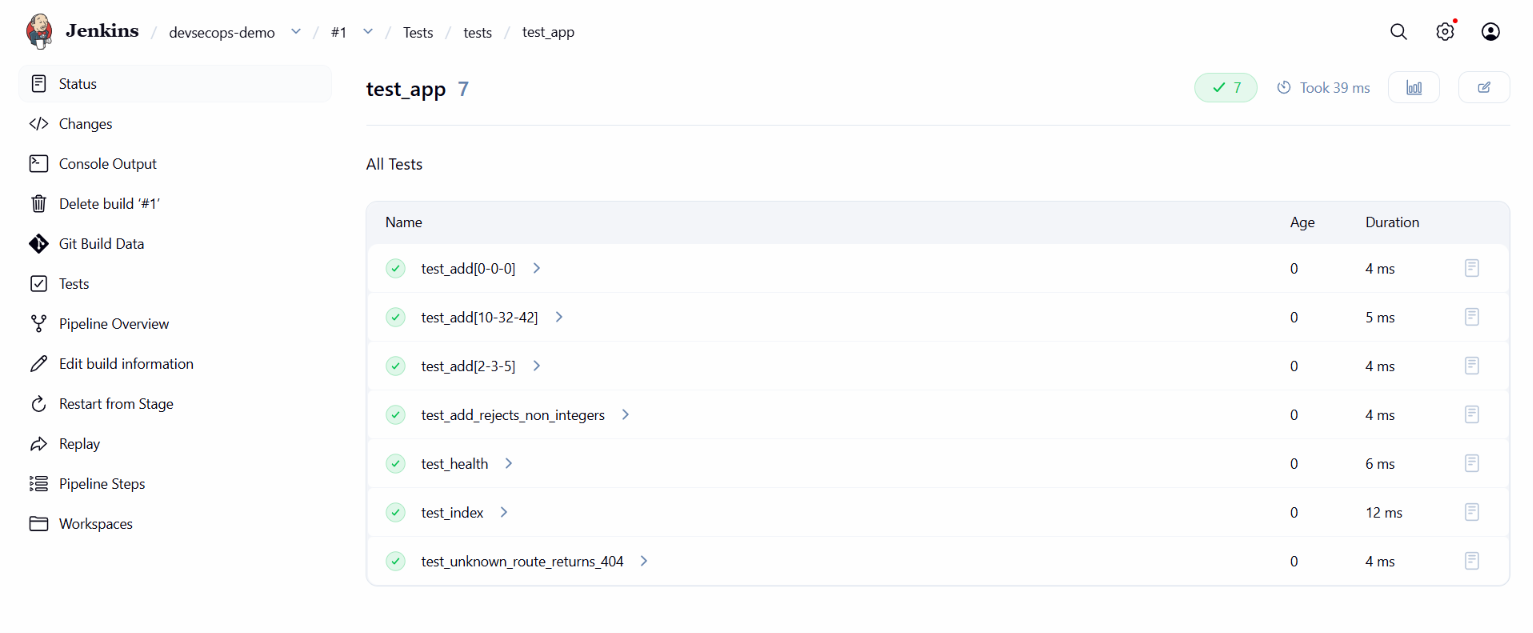 Jenkins / devsecops-demo / #1 / Tests / tests / test_app
Status
Changes
Console Output
Delete build ‘#1’
Git Build Data
Tests
Pipeline Overview
Edit build information
Restart from Stage
Replay
Pipeline Steps
Workspaces
test_app 7
7 Took 39 ms
All Tests
Name Age Duration
test_add[0-0-0] 0 4 ms
test_add[10-32-42] 0 5 ms
test_add[2-3-5] 0 4 ms
test_add_rejects_non_integers 0 4 ms
test_health 0 6 ms
test_index 0 12 ms
test_unknown_route_returns_404 0 4 ms